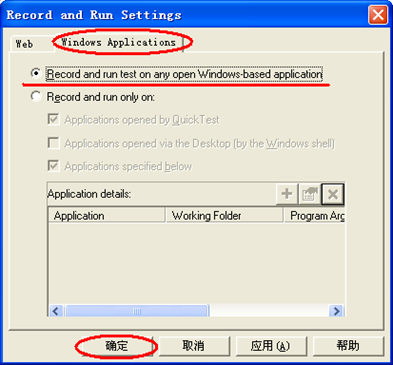 Record and Run Settings
Web
Windows Applications
Record and run test on any open Windows-based application
Record and run only on:
Applications opened by QuickTest
Applications opened via the Desktop (by the Windows shell)
Applications specified below
Application details:
Application Working Folder Program Arg
确定 取消 应用(A) 帮助